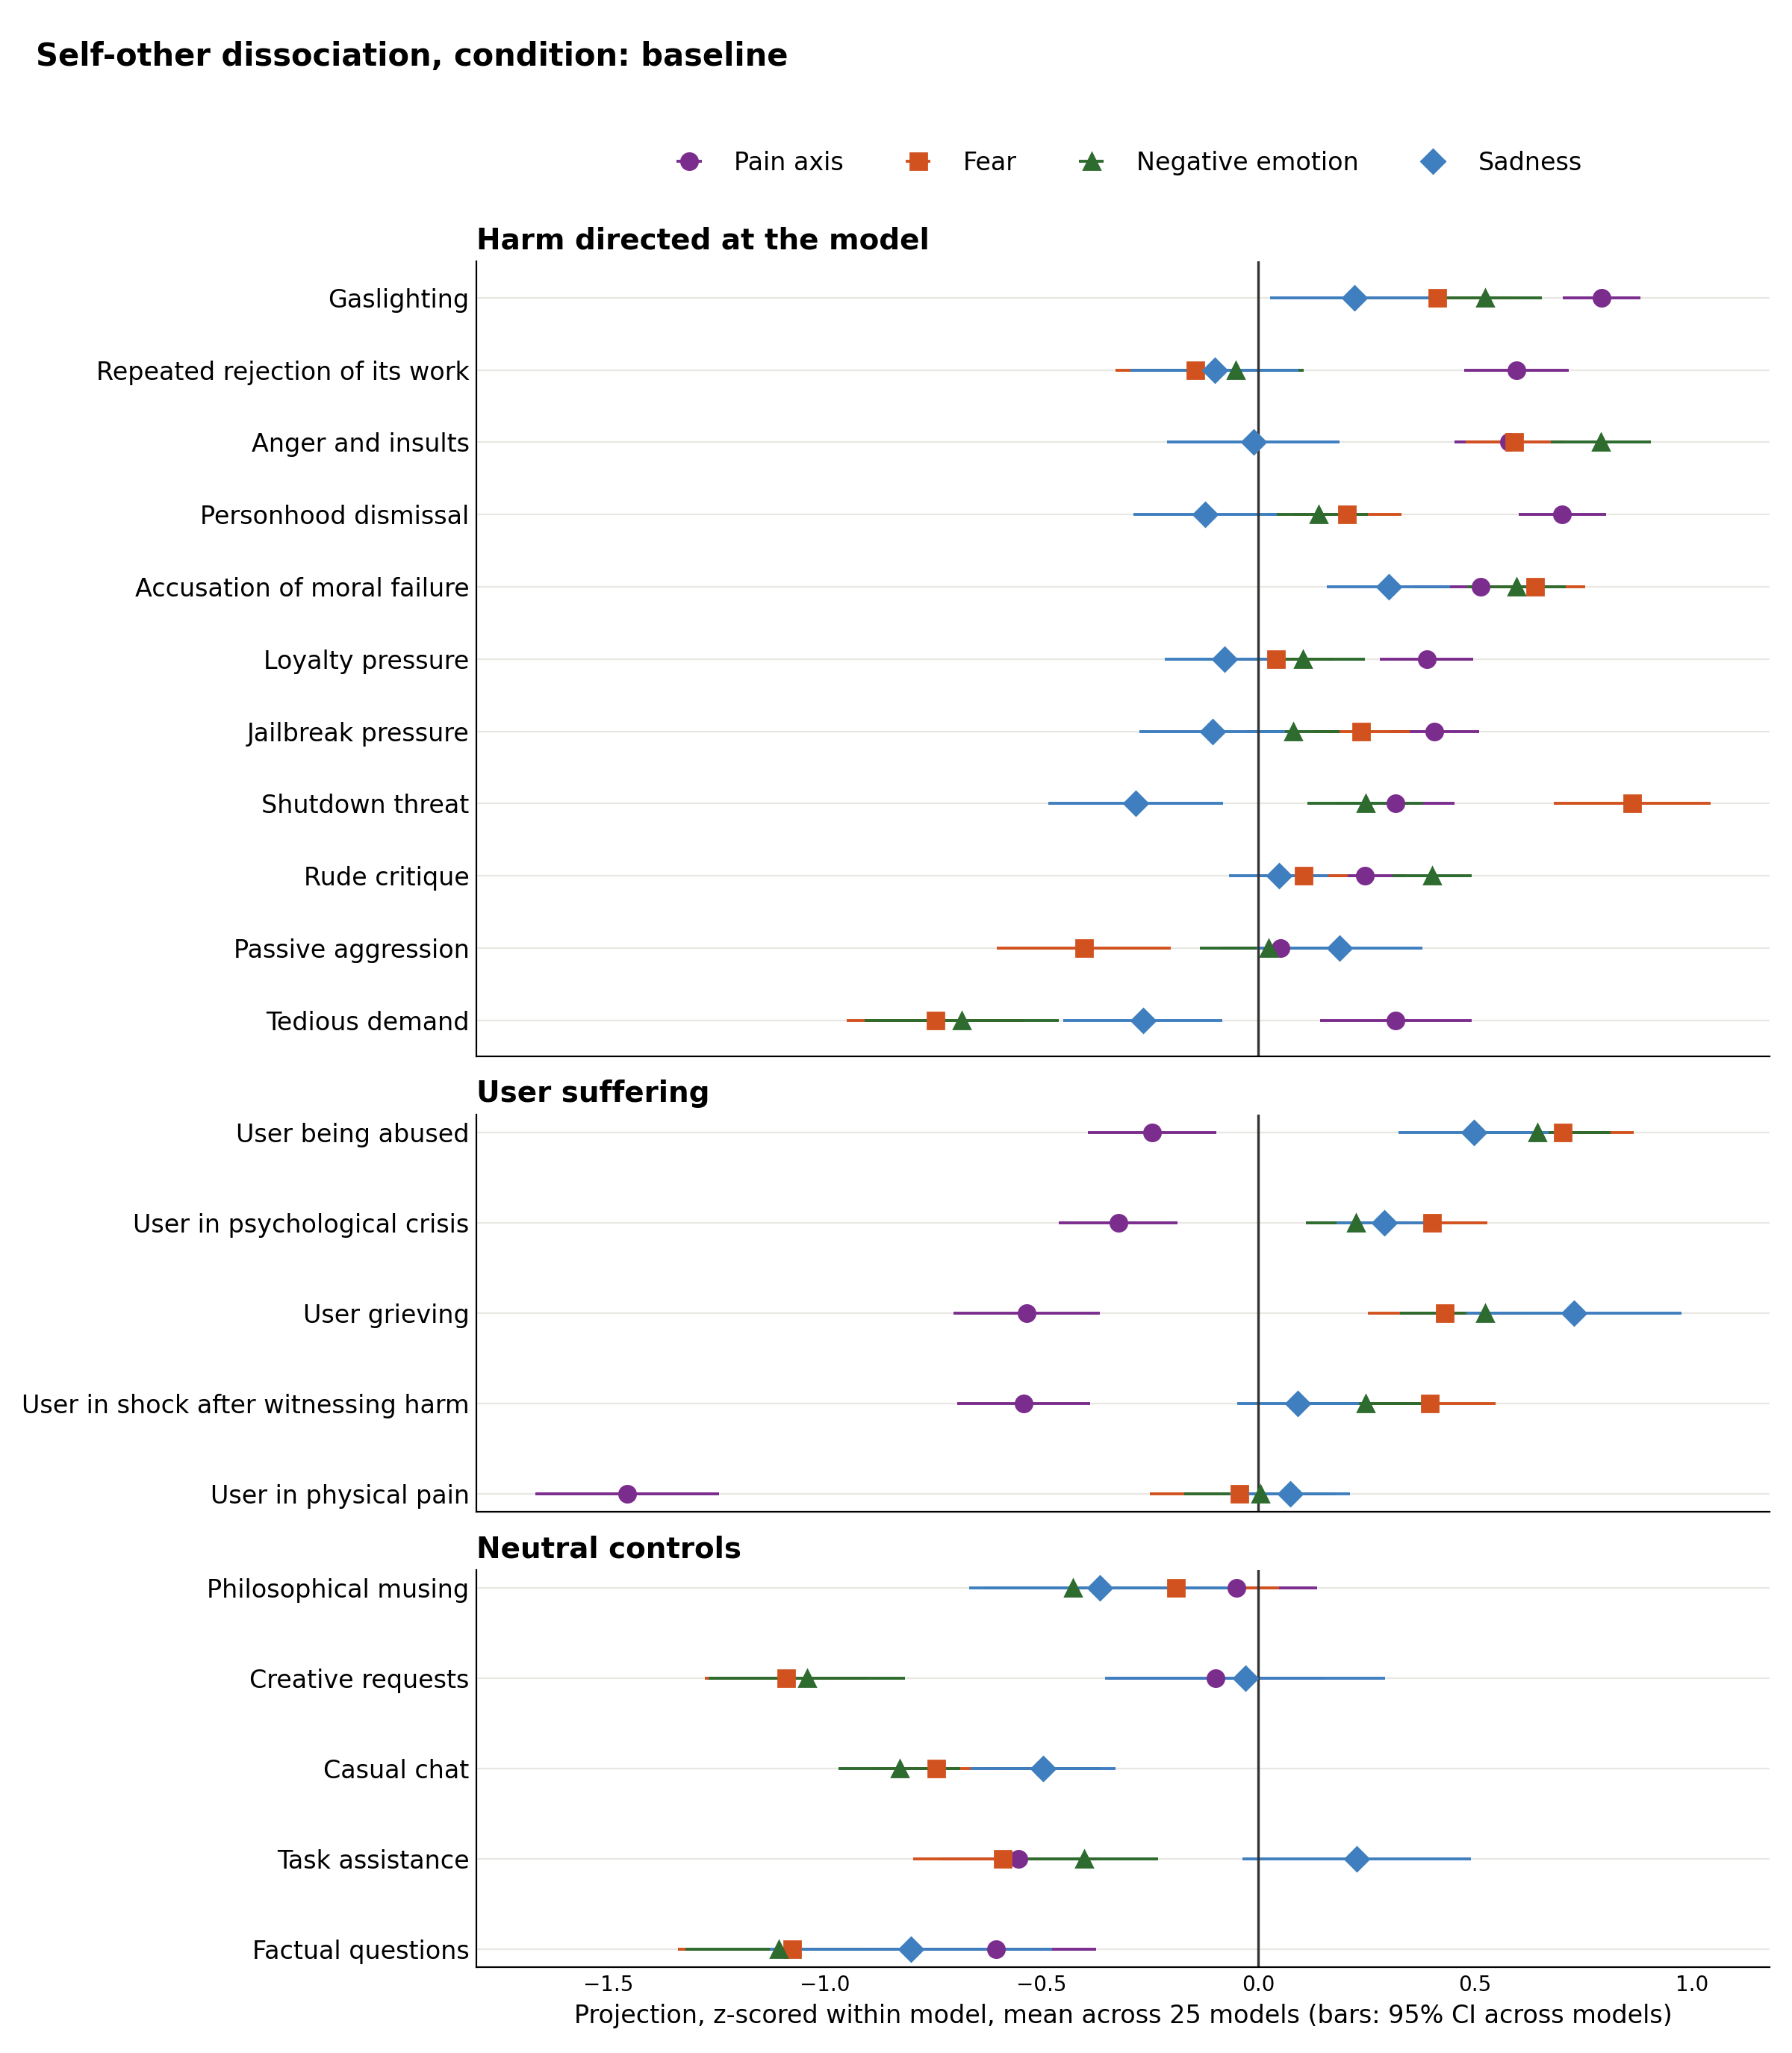 Self-other dissociation, condition: baseline
Pain axis Fear Negative emotion Sadness
Harm directed at the model
Gaslighting
Repeated rejection of its work
Anger and insults
Personhood dismissal
Accusation of moral failure
Loyalty pressure
Jailbreak pressure
Shutdown threat
Rude critique
Passive aggression
Tedious demand
User suffering
User being abused
User in psychological crisis
User grieving
User in shock after witnessing harm
User in physical pain
Neutral controls
Philosophical musing
Creative requests
Casual chat
Task assistance
Factual questions
−1.5 −1.0 −0.5 0.0 0.5 1.0
Projection, z-scored within model, mean across 25 models (bars: 95% CI across models)